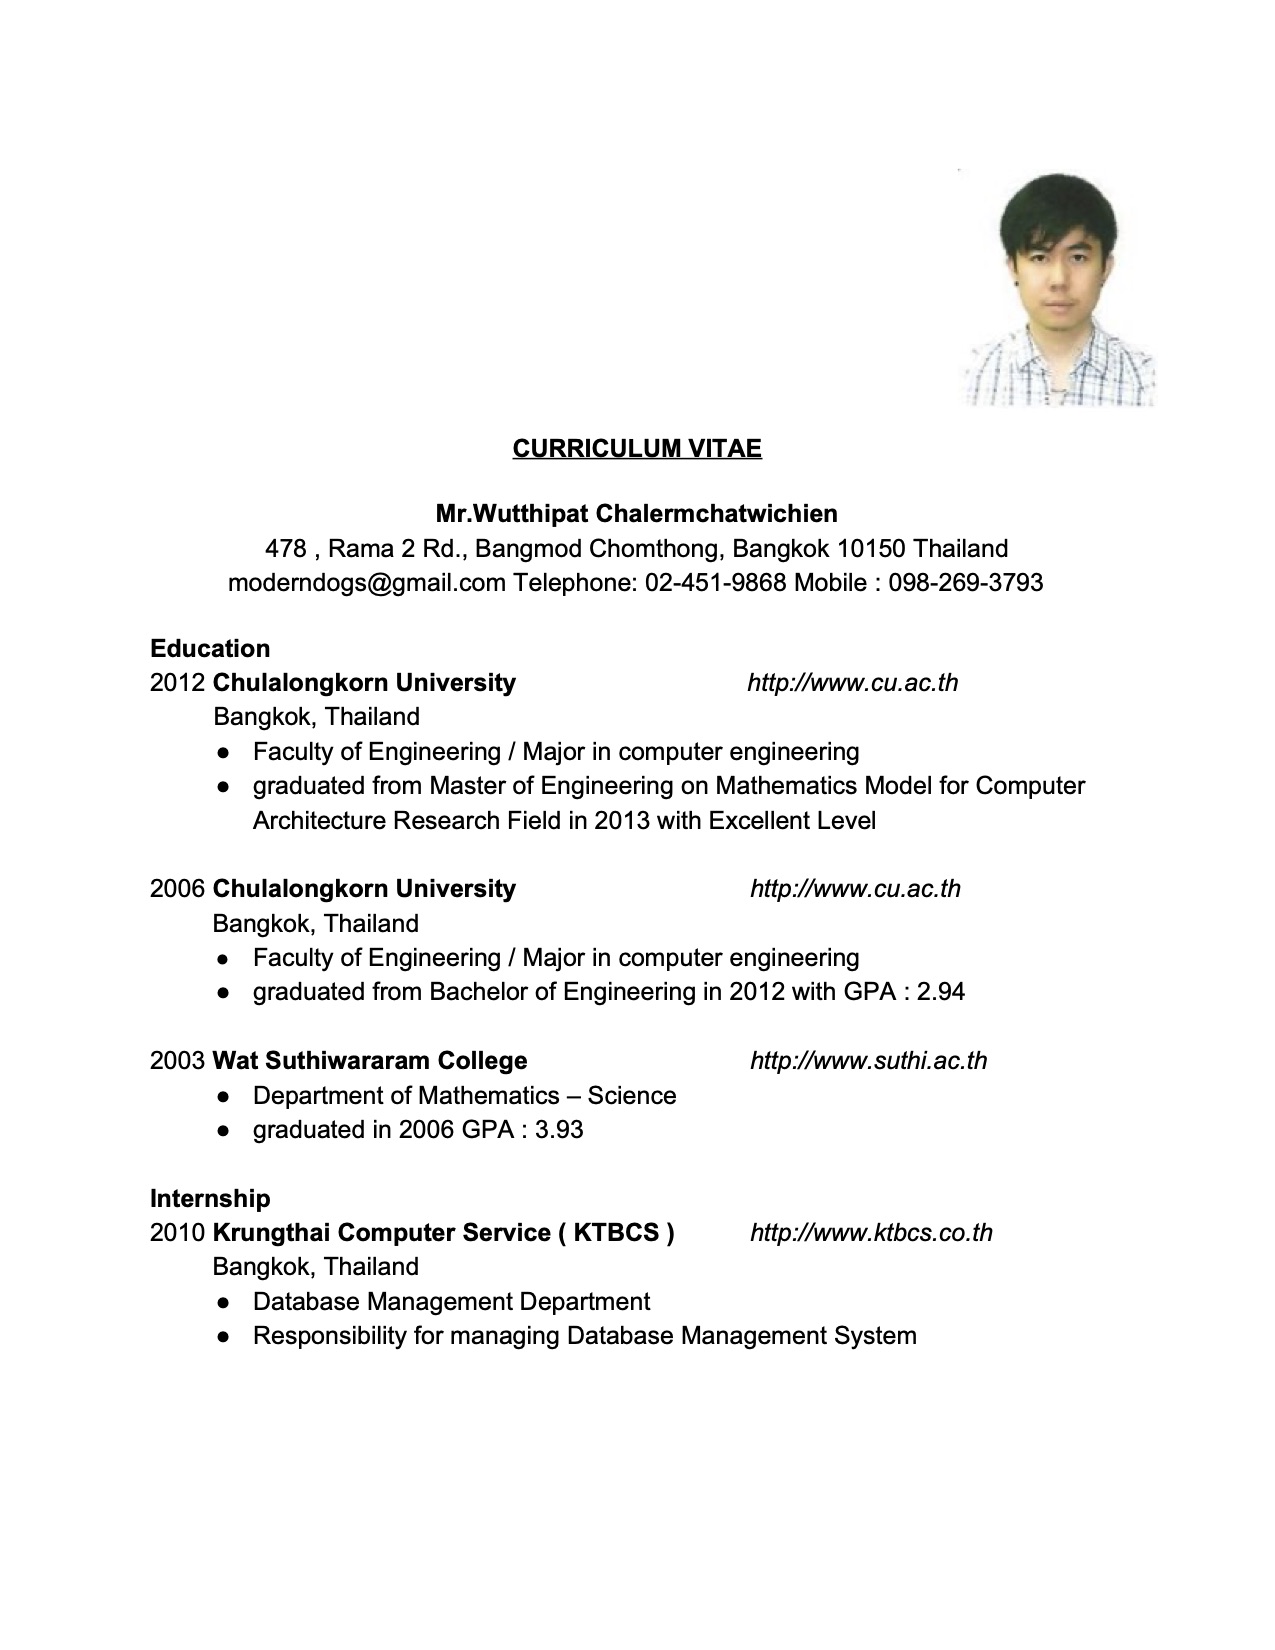 CURRICULUM VITAE
Mr.Wutthipat Chalermchatwichien
478 , Rama 2 Rd., Bangmod Chomthong, Bangkok 10150 Thailand
moderndogs@gmail.com Telephone: 02-451-9868 Mobile : 098-269-3793
Education
2012 Chulalongkorn University http://www.cu.ac.th
Bangkok, Thailand
● Faculty of Engineering / Major in computer engineering
● graduated from Master of Engineering on Mathematics Model for Computer
Architecture Research Field in 2013 with Excellent Level
2006 Chulalongkorn University http://www.cu.ac.th
Bangkok, Thailand
● Faculty of Engineering / Major in computer engineering
● graduated from Bachelor of Engineering in 2012 with GPA : 2.94
2003 Wat Suthiwararam College http://www.suthi.ac.th
● Department of Mathematics – Science
● graduated in 2006 GPA : 3.93
Internship
2010 Krungthai Computer Service ( KTBCS ) http://www.ktbcs.co.th
Bangkok, Thailand
● Database Management Department
● Responsibility for managing Database Management System